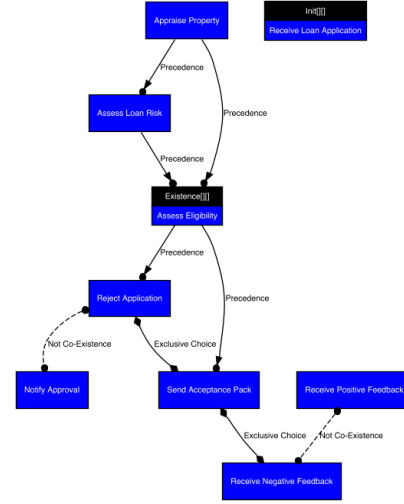 Appraise Property
Init[][]
Receive Loan Application
Precedence
Assess Loan Risk
Precedence
Precedence
Existence[][]
Assess Eligibility
Precedence
Reject Application
Precedence
Not Co-Existence
Exclusive Choice
Notify Approval
Send Acceptance Pack
Receive Positive Feedback
Exclusive Choice
Not Co-Existence
Receive Negative Feedback